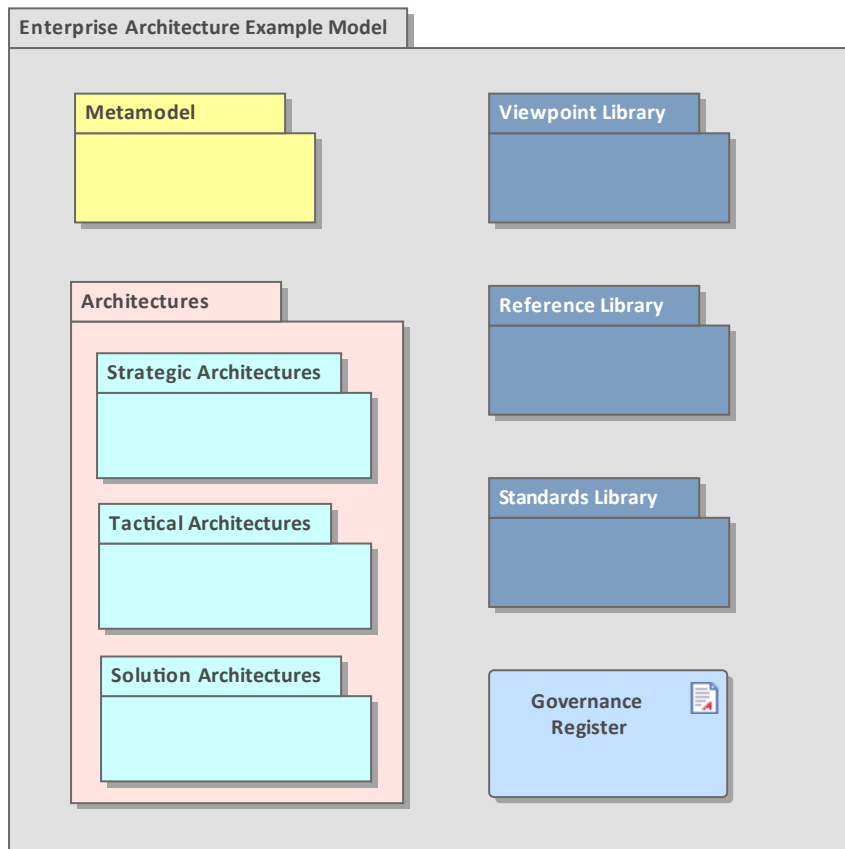 Enterprise Architecture Example Model
Metamodel
Viewpoint Library
Architectures
Reference Library
Strategic Architectures
Standards Library
Tactical Architectures
Solution Architectures
Governance
Register